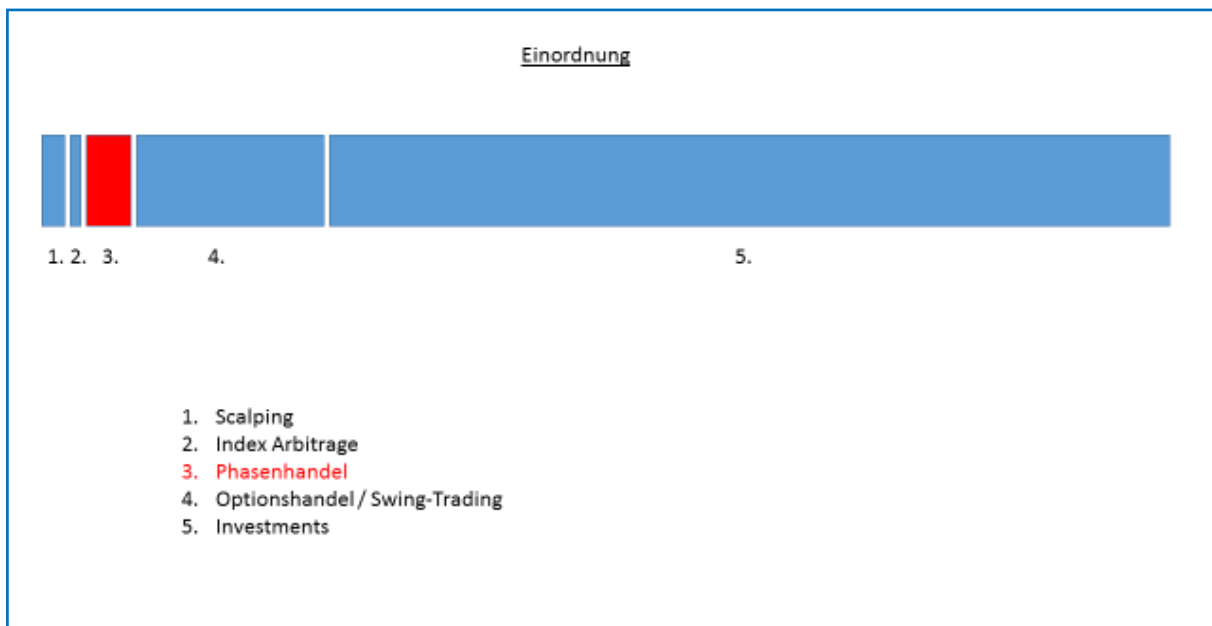 Einordnung
1. 2. 3. 4. 5.
1. Scalping
2. Index Arbitrage
3. Phasenhandel
4. Optionshandel / Swing-Trading
5. Investments